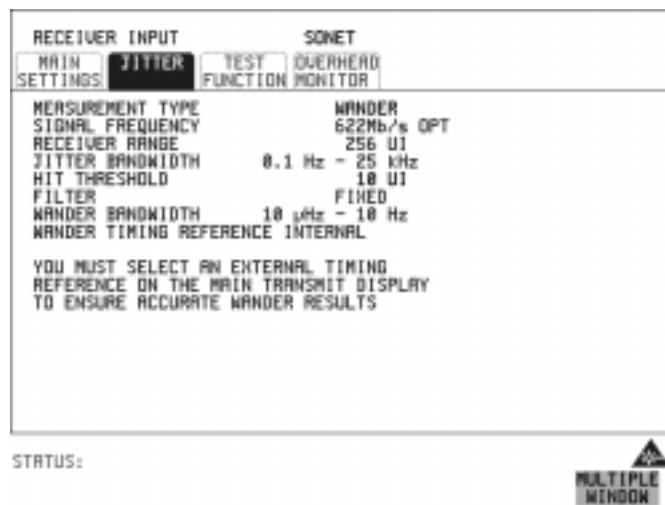 RECEIVER INPUT SONET
MAIN SETTINGS JITTER TEST FUNCTION OVERHEAD MONITOR
MEASUREMENT TYPE WANDER
SIGNAL FREQUENCY 622Mb/s OPT
RECEIVER RANGE 256 UI
JITTER BANDWIDTH 0.1 Hz - 25 kHz
HIT THRESHOLD 10 UI
FILTER FIXED
WANDER BANDWIDTH 10 µHz - 10 Hz
WANDER TIMING REFERENCE INTERNAL
YOU MUST SELECT AN EXTERNAL TIMING
REFERENCE ON THE MAIN TRANSMIT DISPLAY
TO ENSURE ACCURATE WANDER RESULTS
STATUS:
MULTIPLE
WINDOW